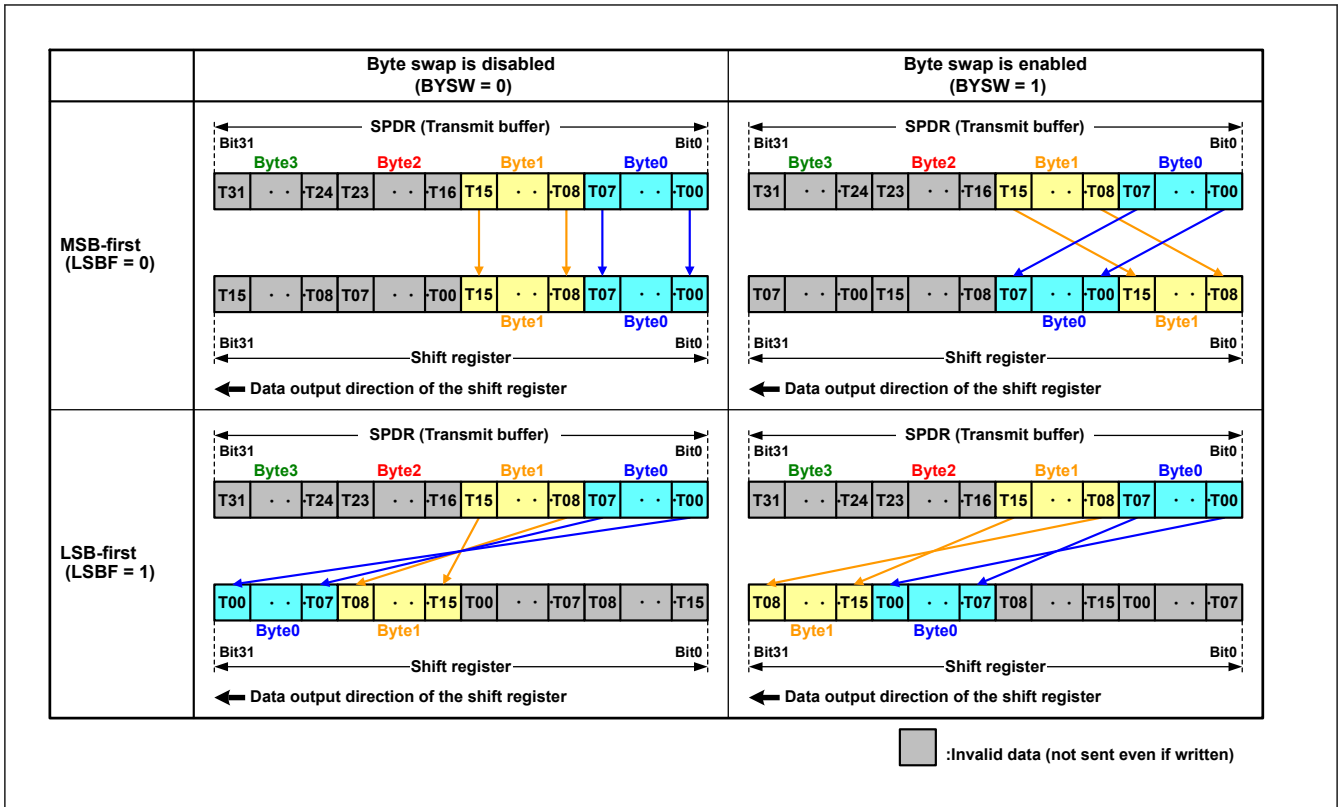 Byte swap is disabled
(BYSW = 0)
Byte swap is enabled
(BYSW = 1)
MSB-first
(LSBF = 0)
SPDR (Transmit buffer)
Bit31 Bit0
Byte3 Byte2 Byte1 Byte0
T31 · · ·T24 T23 · · ·T16 T15 · · ·T08 T07 · · ·T00
T15 · · ·T08 T07 · · ·T00 T15 · · ·T08 T07 · · ·T00
Byte1 Byte0
Bit31 Bit0
Shift register
Data output direction of the shift register
SPDR (Transmit buffer)
Bit31 Bit0
Byte3 Byte2 Byte1 Byte0
T31 · · ·T24 T23 · · ·T16 T15 · · ·T08 T07 · · ·T00
T07 · · ·T00 T15 · · ·T08 T07 · · ·T00 T15 · · ·T08
Byte0 Byte1
Bit31 Bit0
Shift register
Data output direction of the shift register
LSB-first
(LSBF = 1)
SPDR (Transmit buffer)
Bit31 Bit0
Byte3 Byte2 Byte1 Byte0
T31 · · ·T24 T23 · · ·T16 T15 · · ·T08 T07 · · ·T00
T00 · · ·T07 T08 · · ·T15 T00 · · ·T07 T08 · · ·T15
Byte0 Byte1
Bit31 Bit0
Shift register
Data output direction of the shift register
SPDR (Transmit buffer)
Bit31 Bit0
Byte3 Byte2 Byte1 Byte0
T31 · · ·T24 T23 · · ·T16 T15 · · ·T08 T07 · · ·T00
T08 · · ·T15 T00 · · ·T07 T08 · · ·T15 T00 · · ·T07
Byte1 Byte0
Bit31 Bit0
Shift register
Data output direction of the shift register
:Invalid data (not sent even if written)